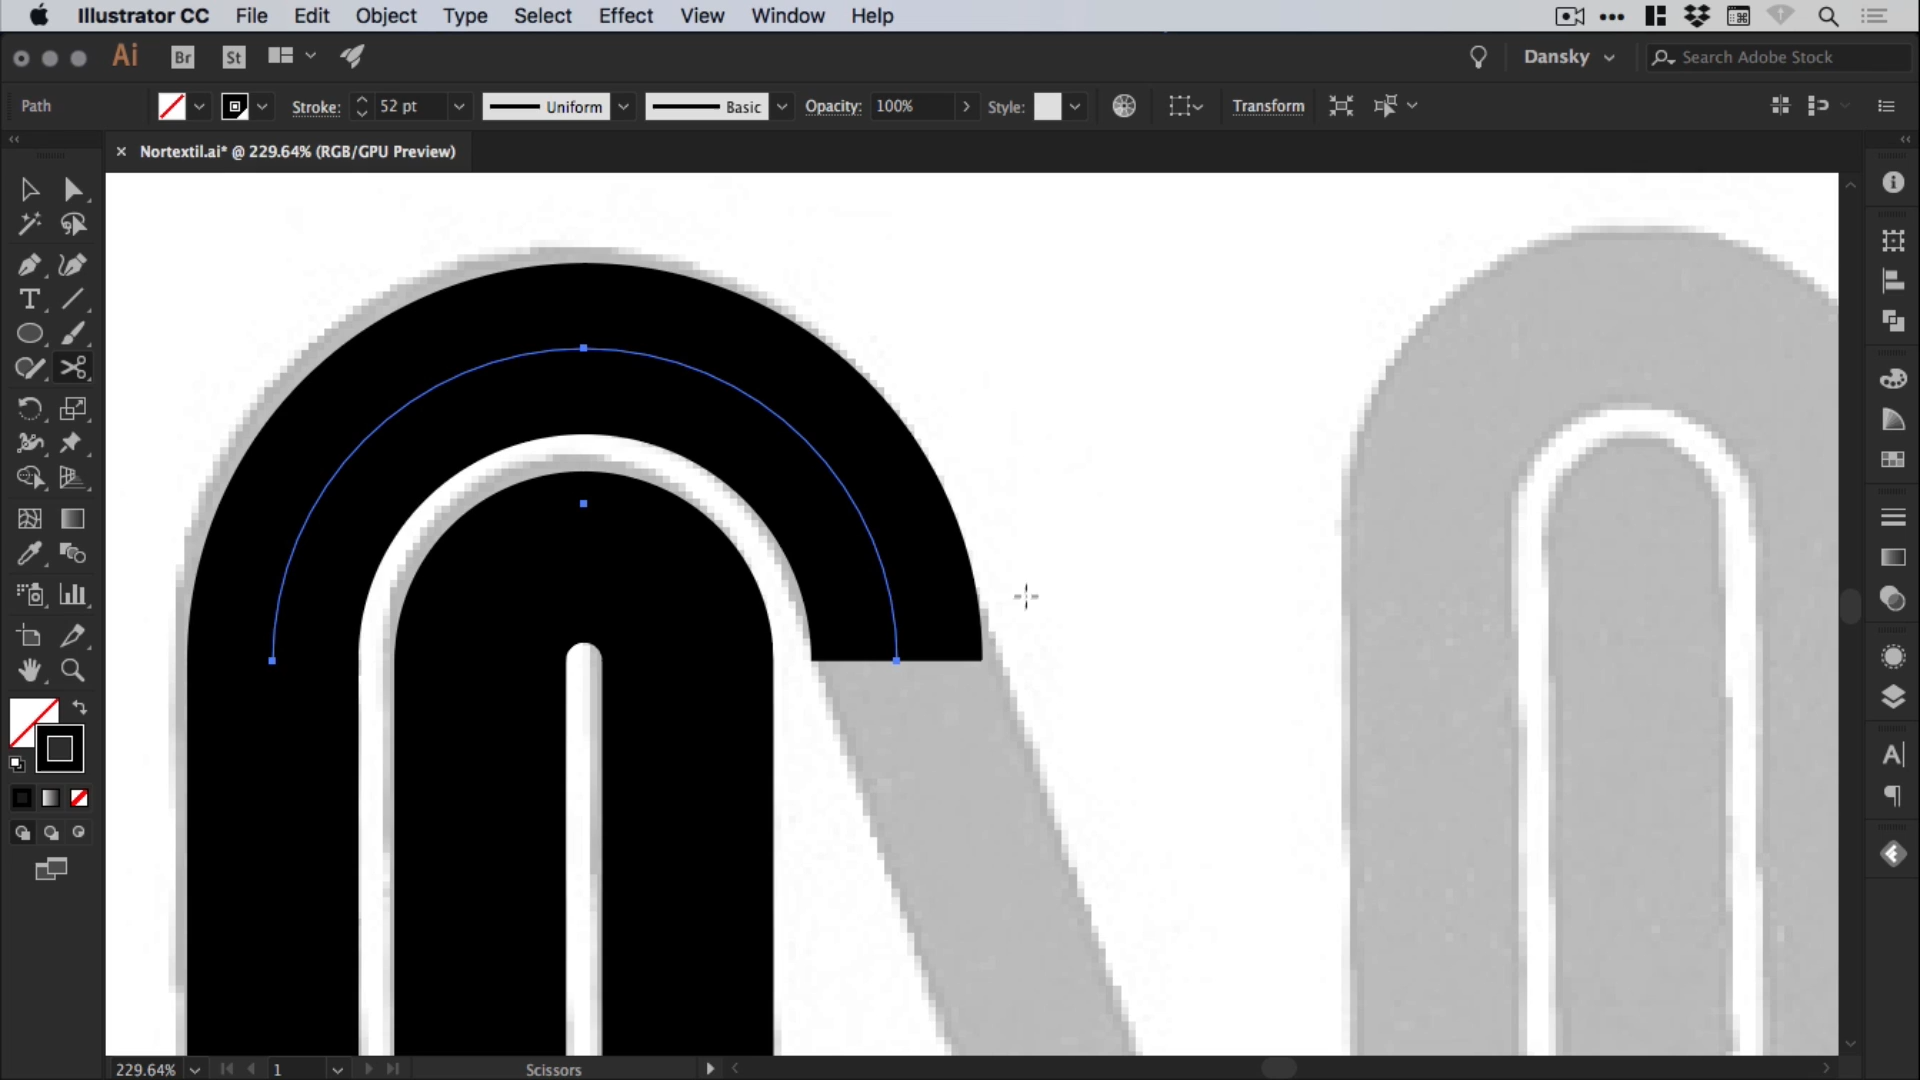 Illustrator CC File Edit Object Type Select Effect View Window Help
Ai Br St Dansky Search Adobe Stock
Path Stroke: 52 pt Uniform Basic Opacity: 100% Style: Transform
× Nortextil.ai* @ 229.64% (RGB/GPU Preview)
229.64% 1 Scissors